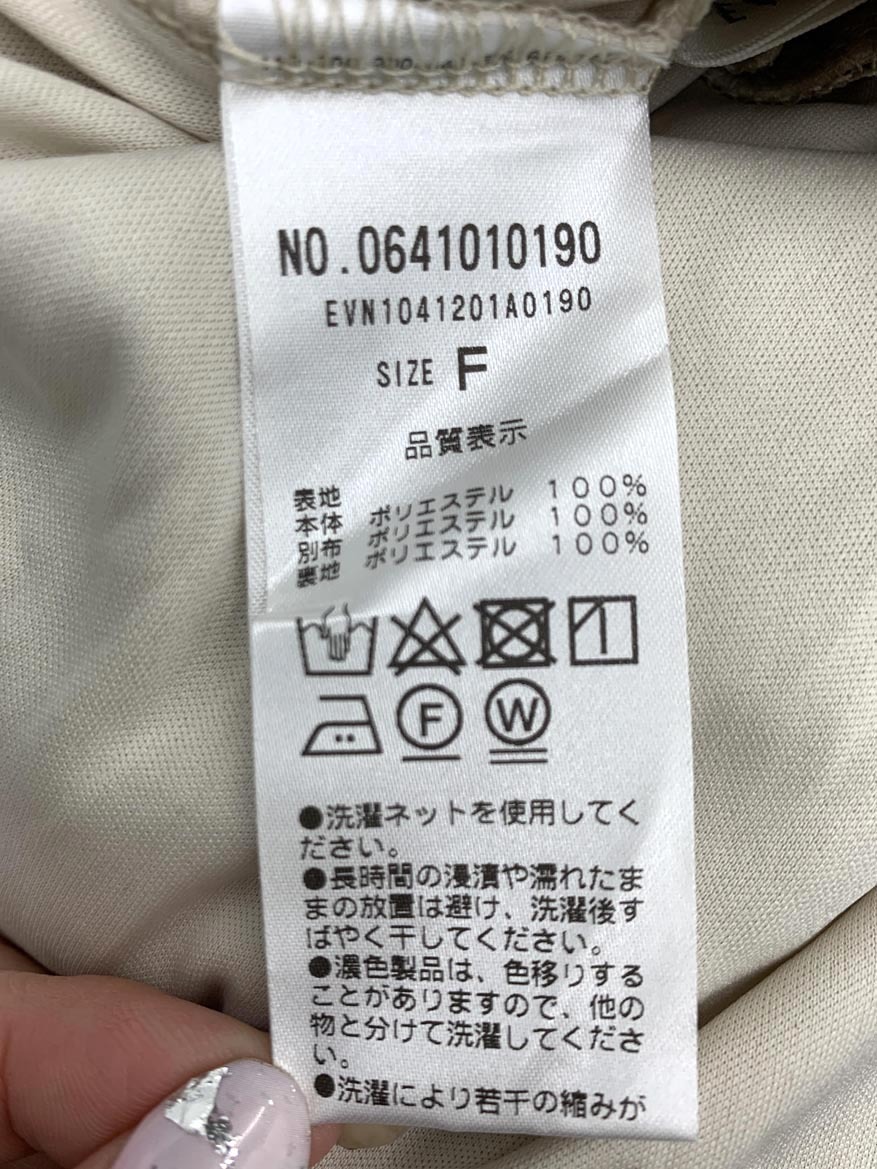 NO.0641010190
EVN1041201A0190
SIZE F
品質表示
表地
本体 ポリエステル 100%
別布 ポリエステル 100%
裏地 ポリエステル 100%
F W
●洗濯ネットを使用してく
ださい。
●長時間の浸漬や濡れたま
まの放置は避け、洗濯後す
ばやく干してください。
●濃色製品は、色移りする
ことがありますので、他の
物と分けて洗濯してくださ
い。
●洗濯により若干の縮みが